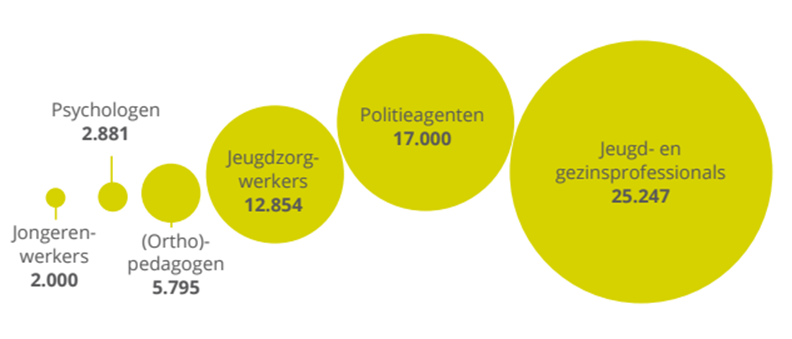 Jongeren-
werkers
2.000
Psychologen
2.881
(Ortho)-
pedagogen
5.795
Jeugdzorg-
werkers
12.854
Politieagenten
17.000
Jeugd- en
gezinsprofessionals
25.247